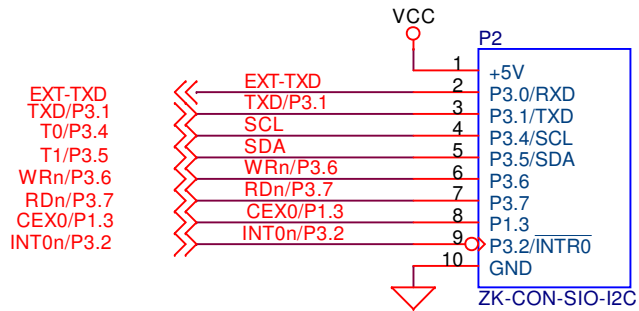 VCC
P2
1 +5V
EXT-TXD EXT-TXD 2 P3.0/RXD
TXD/P3.1 TXD/P3.1 3 P3.1/TXD
T0/P3.4 SCL 4 P3.4/SCL
T1/P3.5 SDA 5 P3.5/SDA
WRn/P3.6 WRn/P3.6 6 P3.6
RDn/P3.7 RDn/P3.7 7 P3.7
CEX0/P1.3 CEX0/P1.3 8 P1.3
INT0n/P3.2 INT0n/P3.2 9 P3.2/INTR0
10 GND
ZK-CON-SIO-I2C